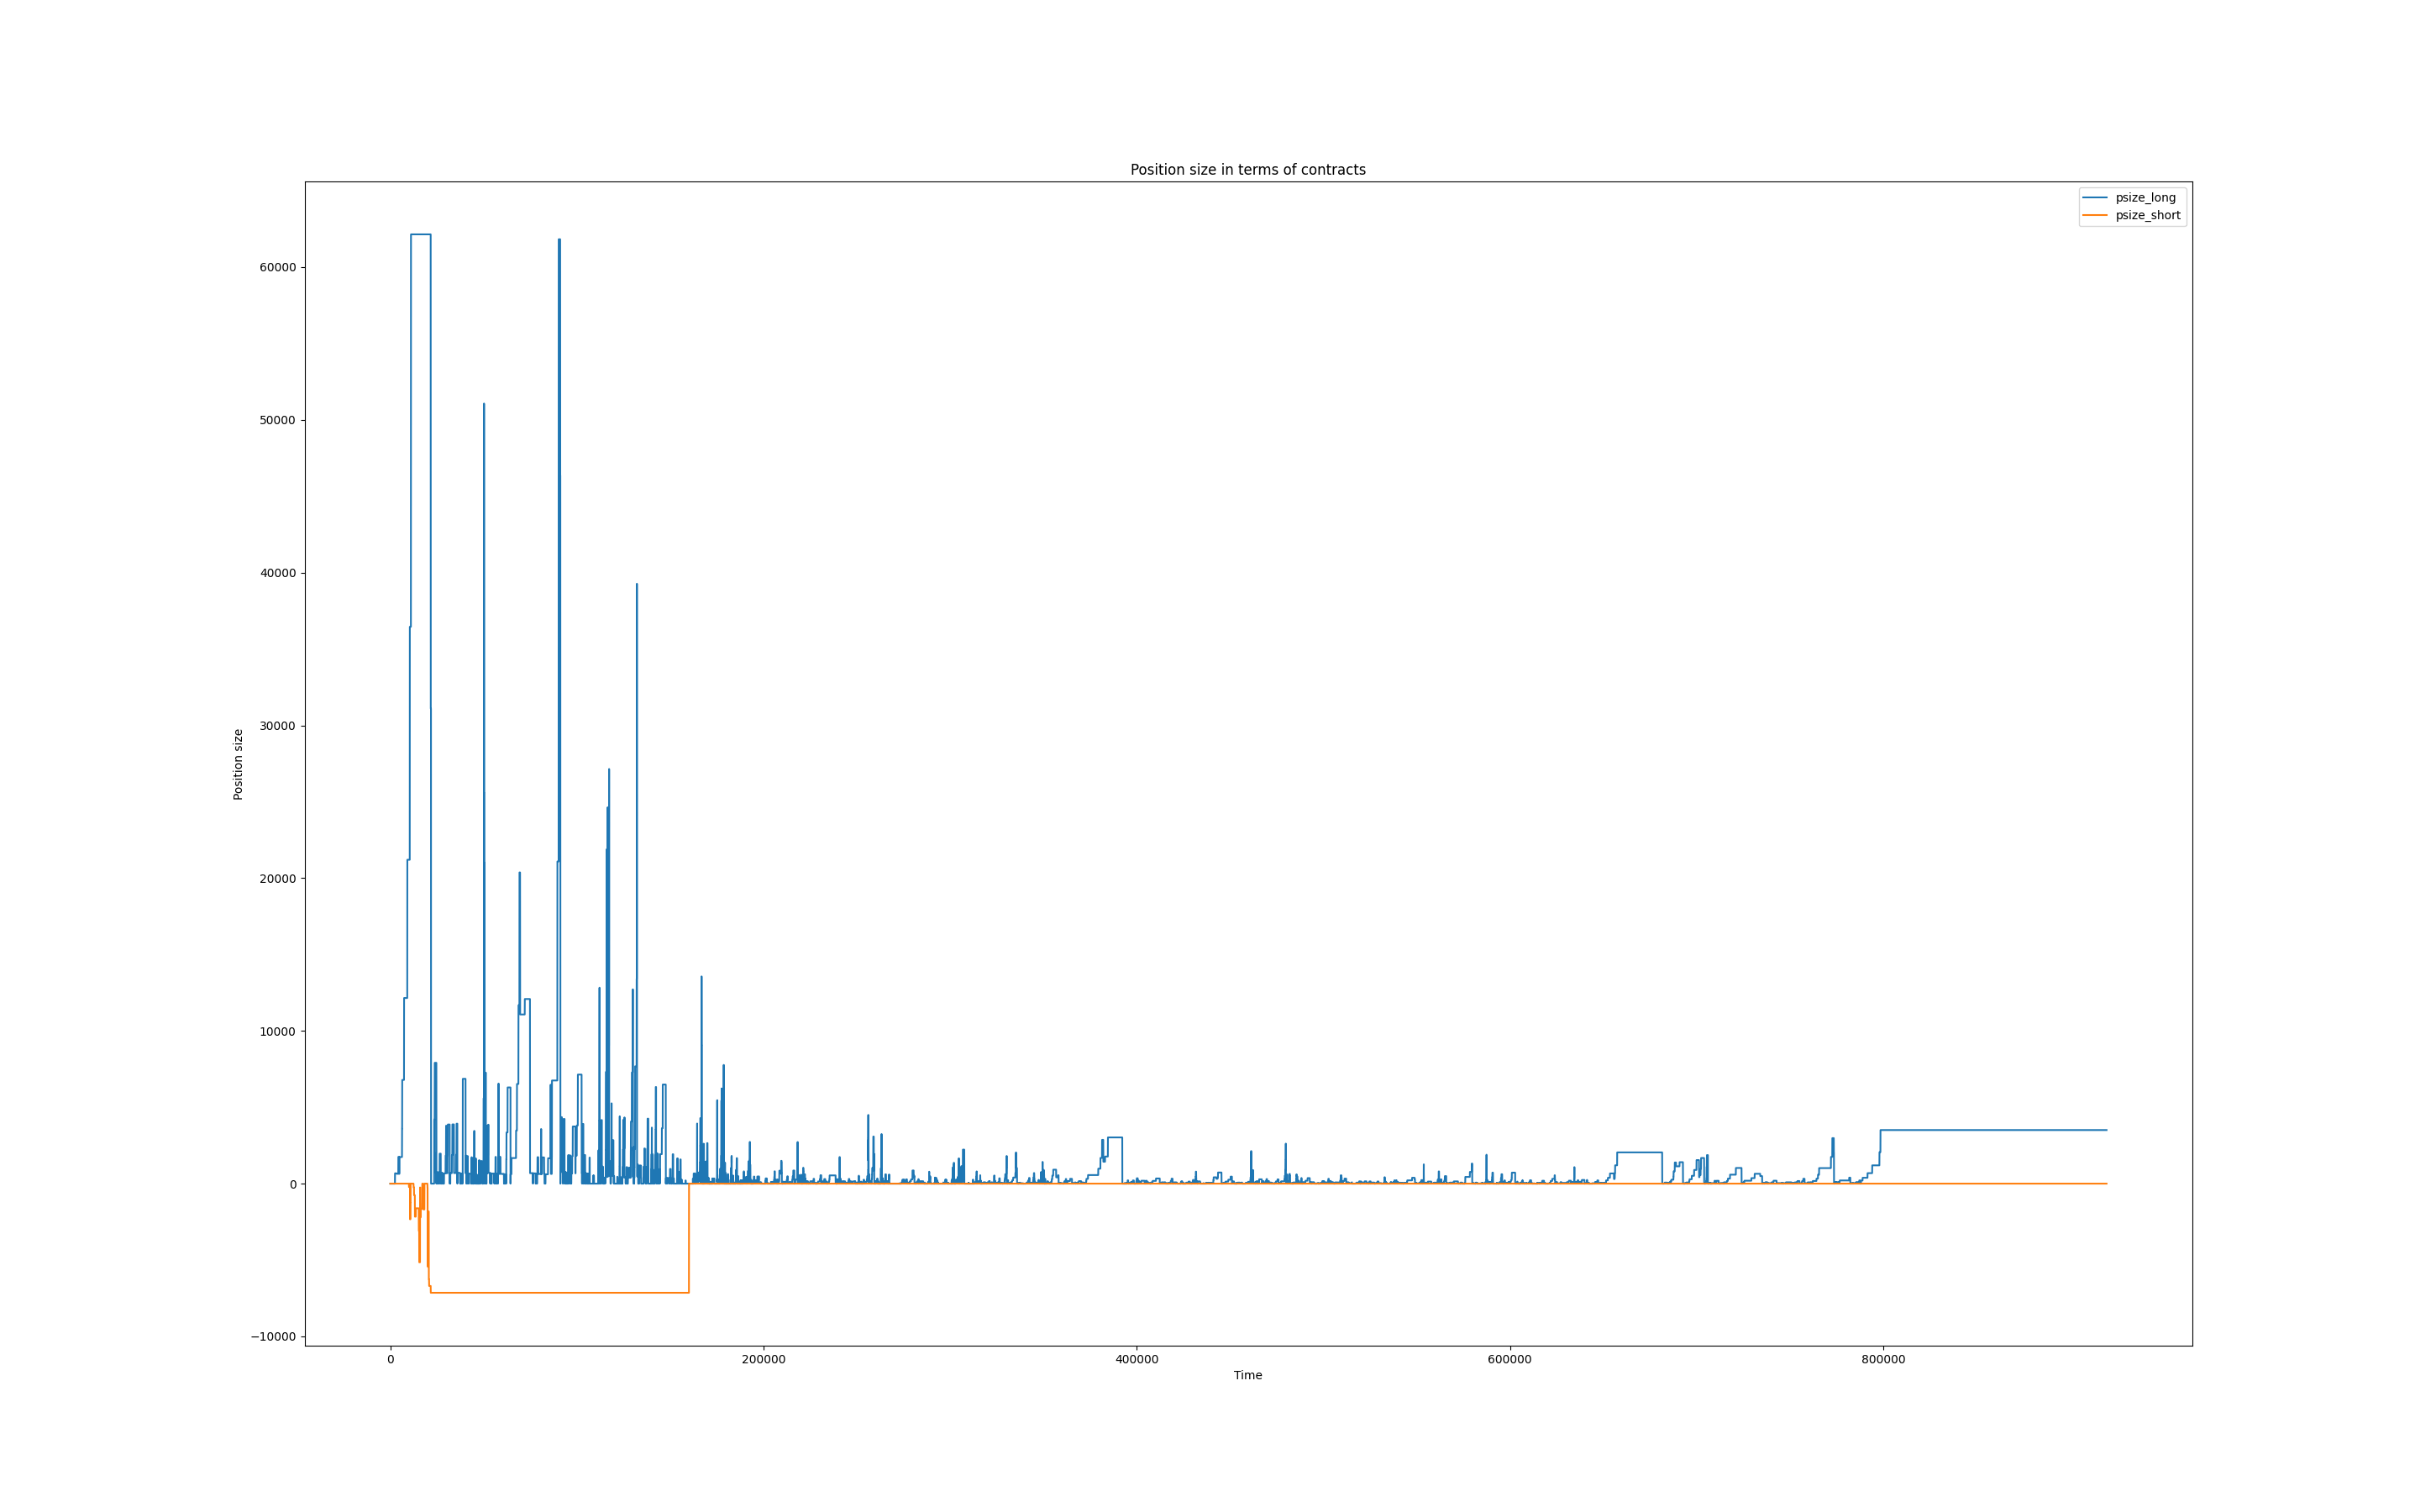 Position size in terms of contracts
psize_long
psize_short
60000
50000
40000
30000
20000
10000
0
−10000
Position size
0
200000
400000
600000
800000
Time